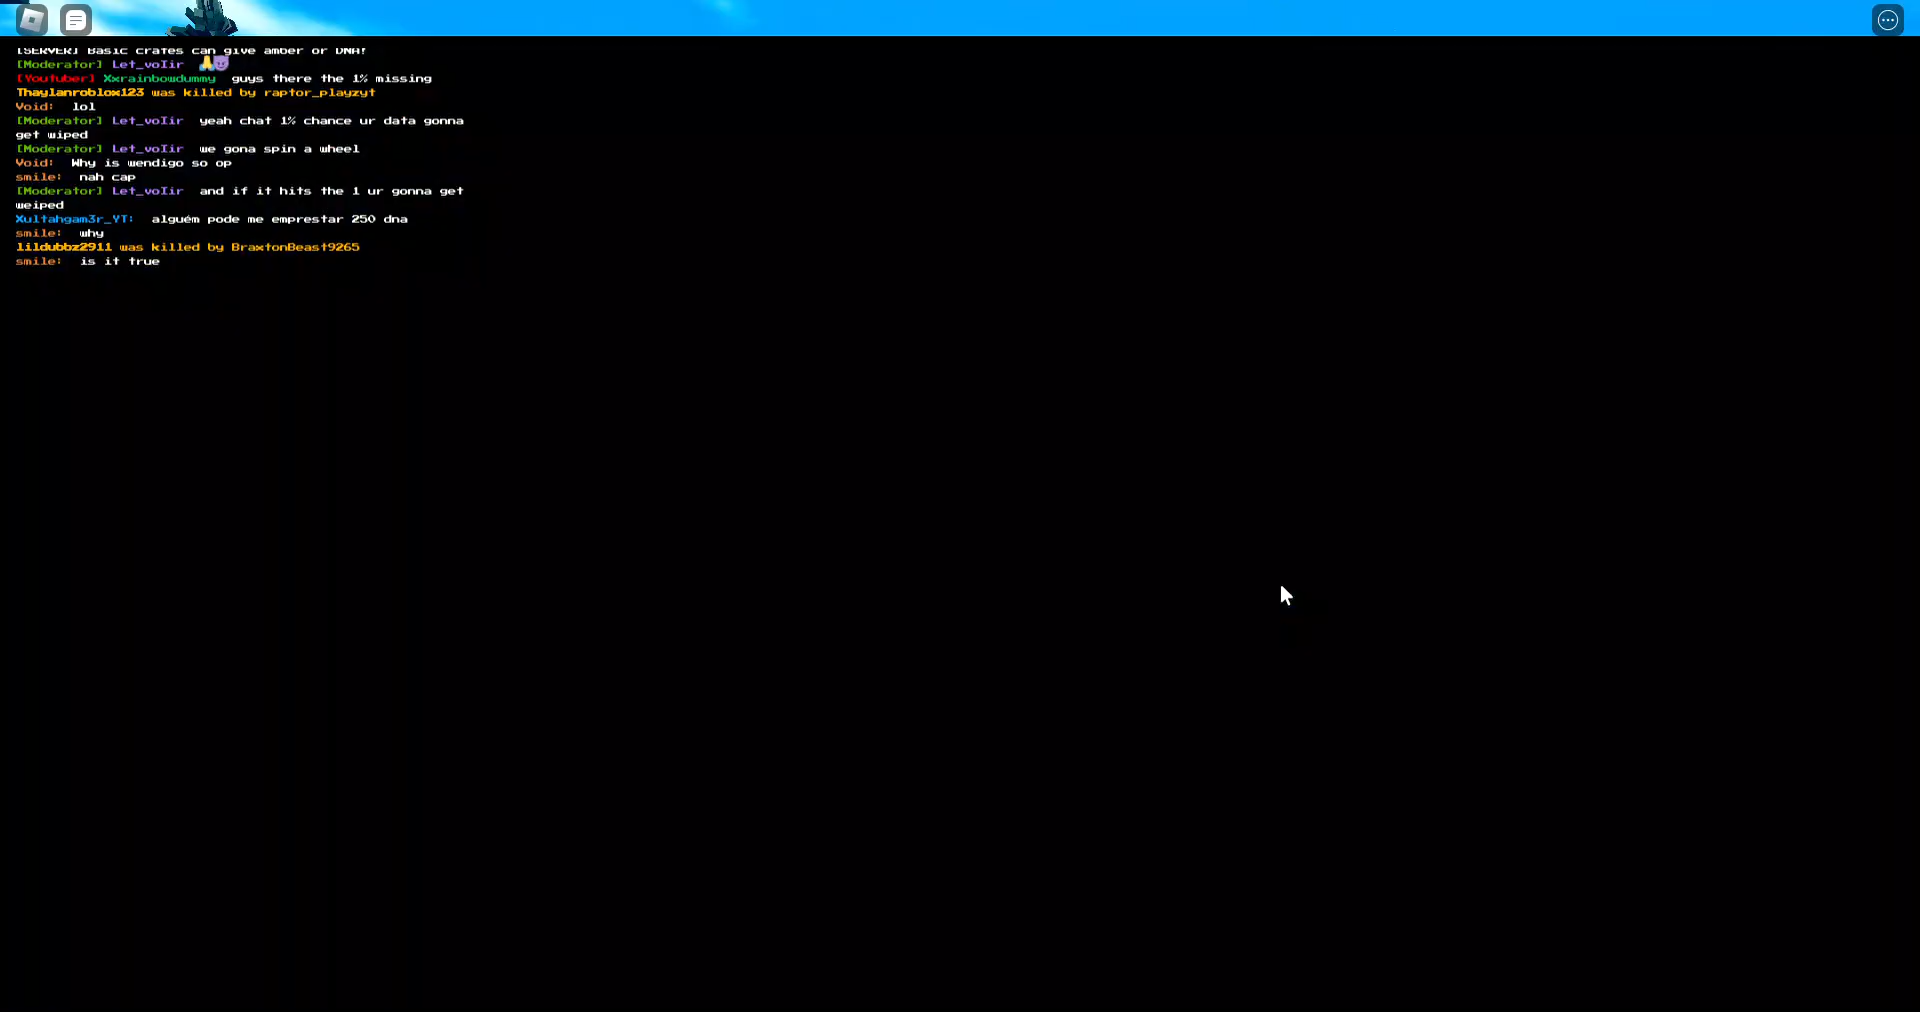 [SERVER] Basic crates can give amber or DNA!
[Moderator] Let_voIir 🙏😈
[Youtuber] Xxrainbowdummy guys there the 1% missing
Thaylanroblox123 was killed by raptor_playzyt
Void: lol
[Moderator] Let_voIir yeah chat 1% chance ur data gonna
get wiped
[Moderator] Let_voIir we gona spin a wheel
Void: Why is wendigo so op
smile: nah cap
[Moderator] Let_voIir and if it hits the 1 ur gonna get
weiped
Xultahgam3r_YT: alguém pode me emprestar 250 dna
smile: why
lildubbz2911 was killed by BraxtonBeast9265
smile: is it true